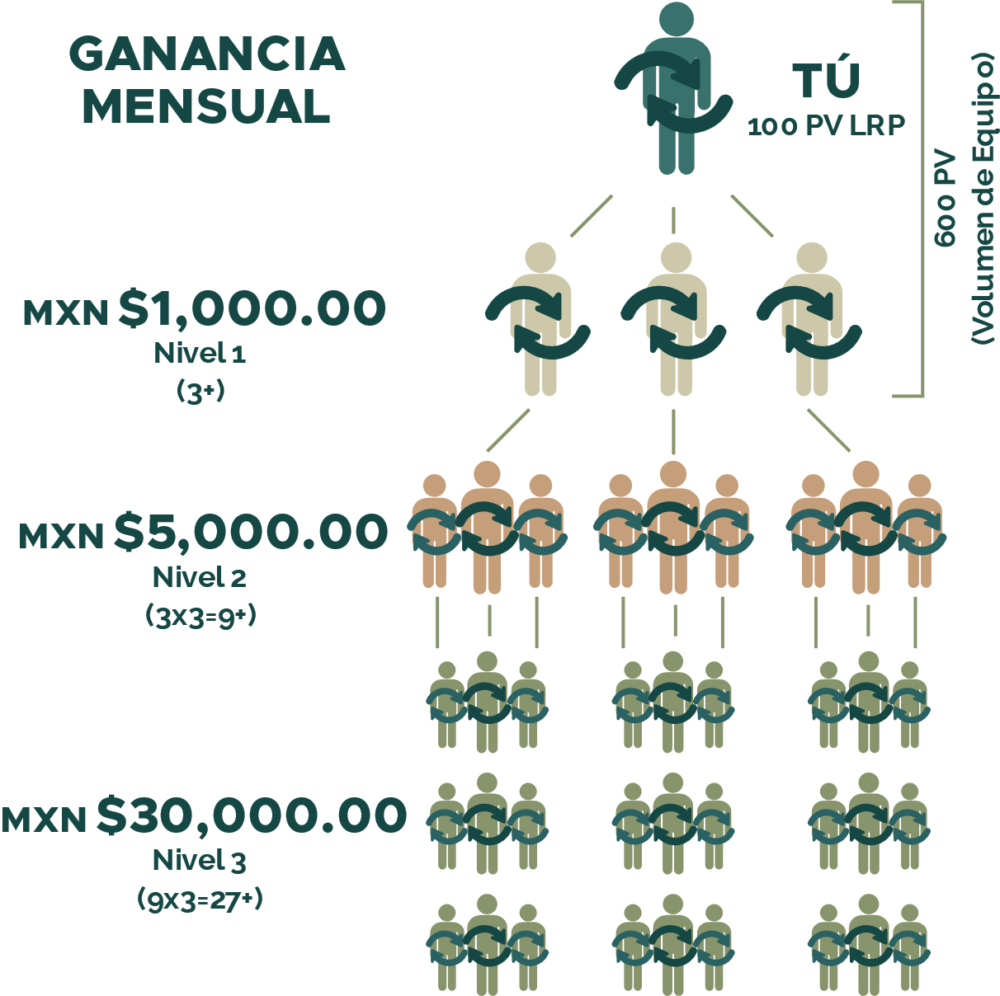 GANANCIA
MENSUAL
TÚ
100 PV LRP
600 PV
(Volumen de Equipo)
MXN $1,000.00
Nivel 1
(3+)
MXN $5,000.00
Nivel 2
(3x3=9+)
MXN $30,000.00
Nivel 3
(9x3=27+)